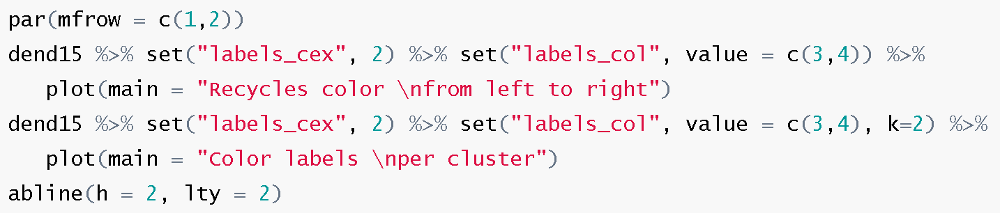 par(mfrow = c(1,2))
dend15 %>% set("labels_cex", 2) %>% set("labels_col", value = c(3,4)) %>%
   plot(main = "Recycles color \nfrom left to right")
dend15 %>% set("labels_cex", 2) %>% set("labels_col", value = c(3,4), k=2) %>%
   plot(main = "Color labels \nper cluster")
abline(h = 2, lty = 2)